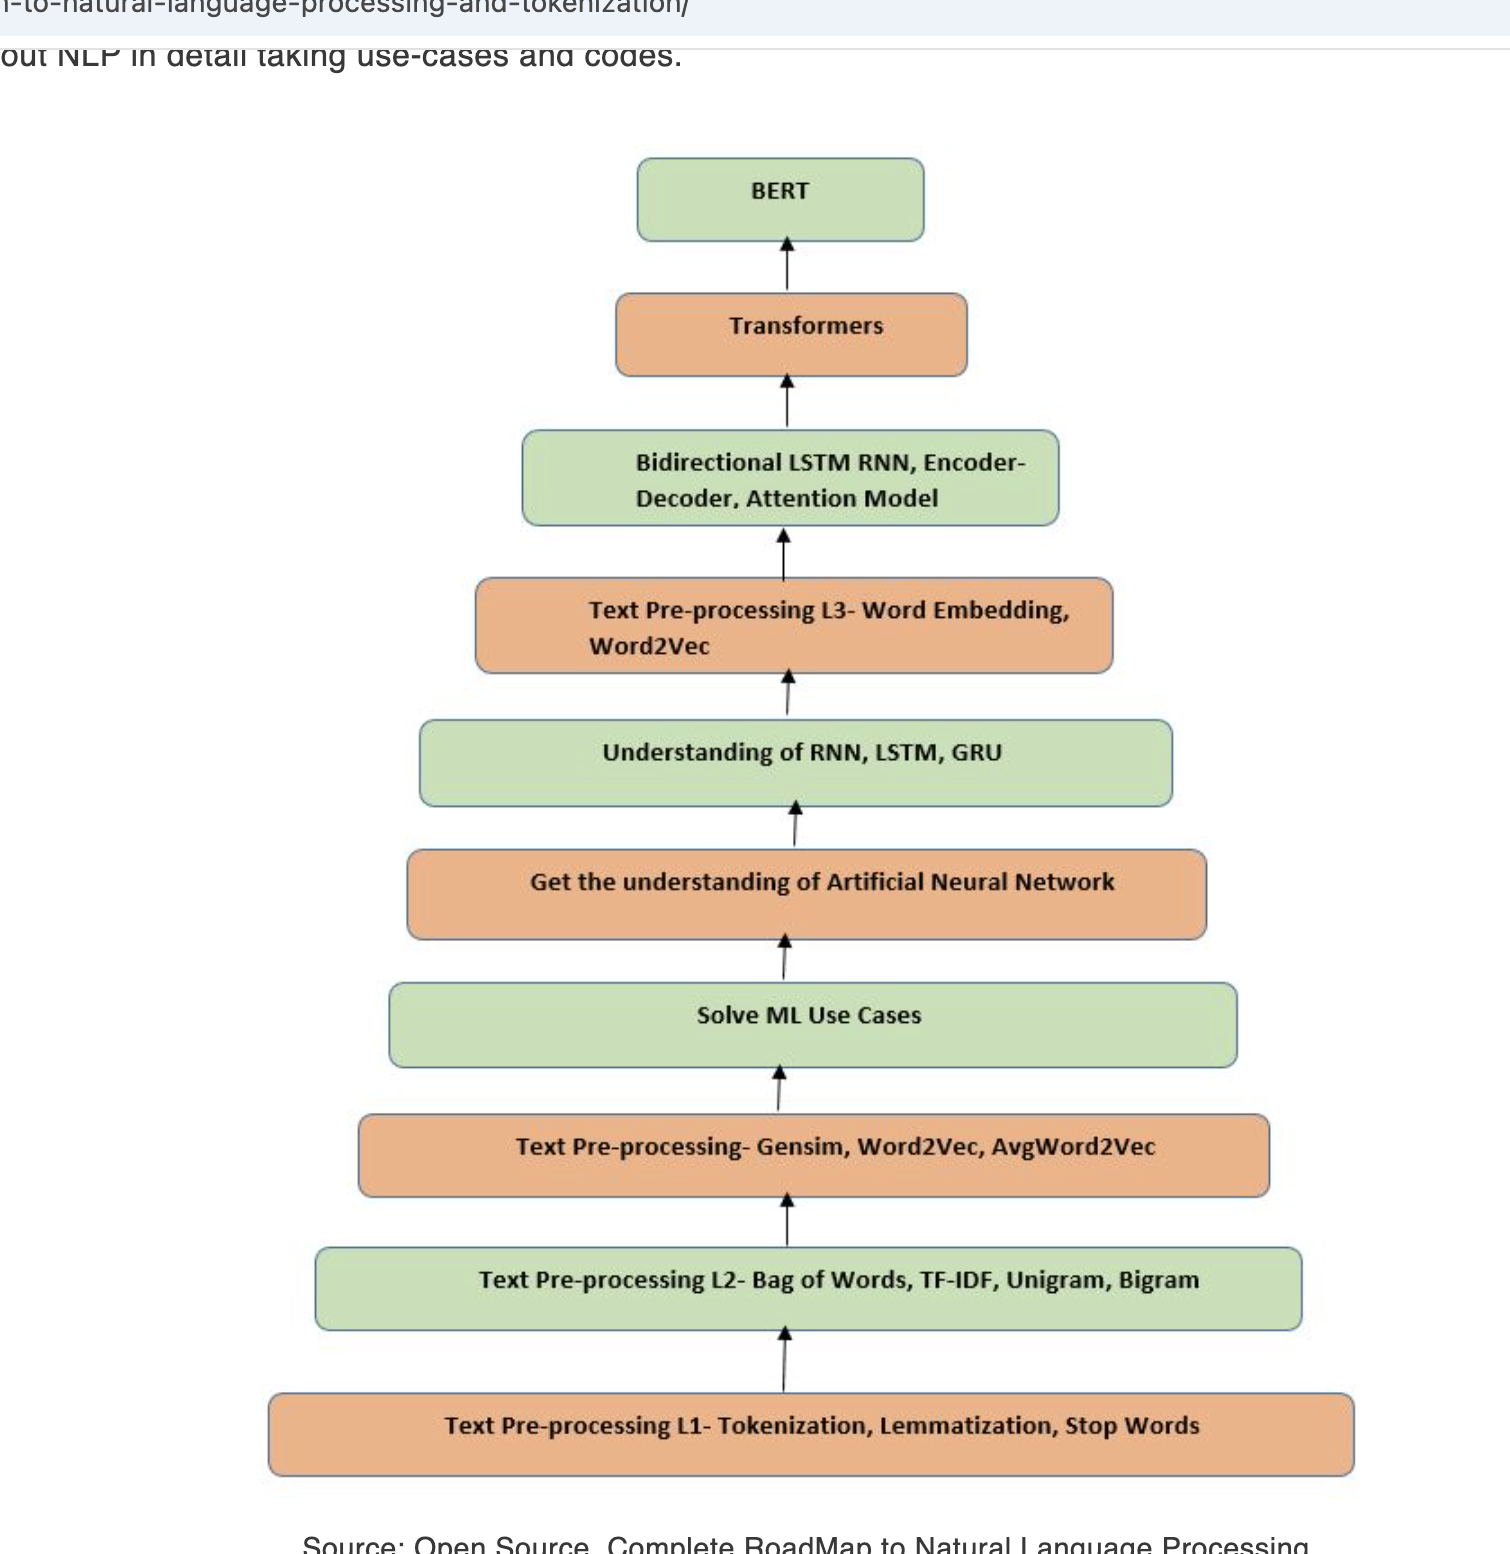 n-to-natural-language-processing-and-tokenization/
out NLP in detail taking use-cases and codes.
BERT
Transformers
Bidirectional LSTM RNN, Encoder-
Decoder, Attention Model
Text Pre-processing L3- Word Embedding,
Word2Vec
Understanding of RNN, LSTM, GRU
Get the understanding of Artificial Neural Network
Solve ML Use Cases
Text Pre-processing- Gensim, Word2Vec, AvgWord2Vec
Text Pre-processing L2- Bag of Words, TF-IDF, Unigram, Bigram
Text Pre-processing L1- Tokenization, Lemmatization, Stop Words
Source: Open Source, Complete RoadMap to Natural Language Processing